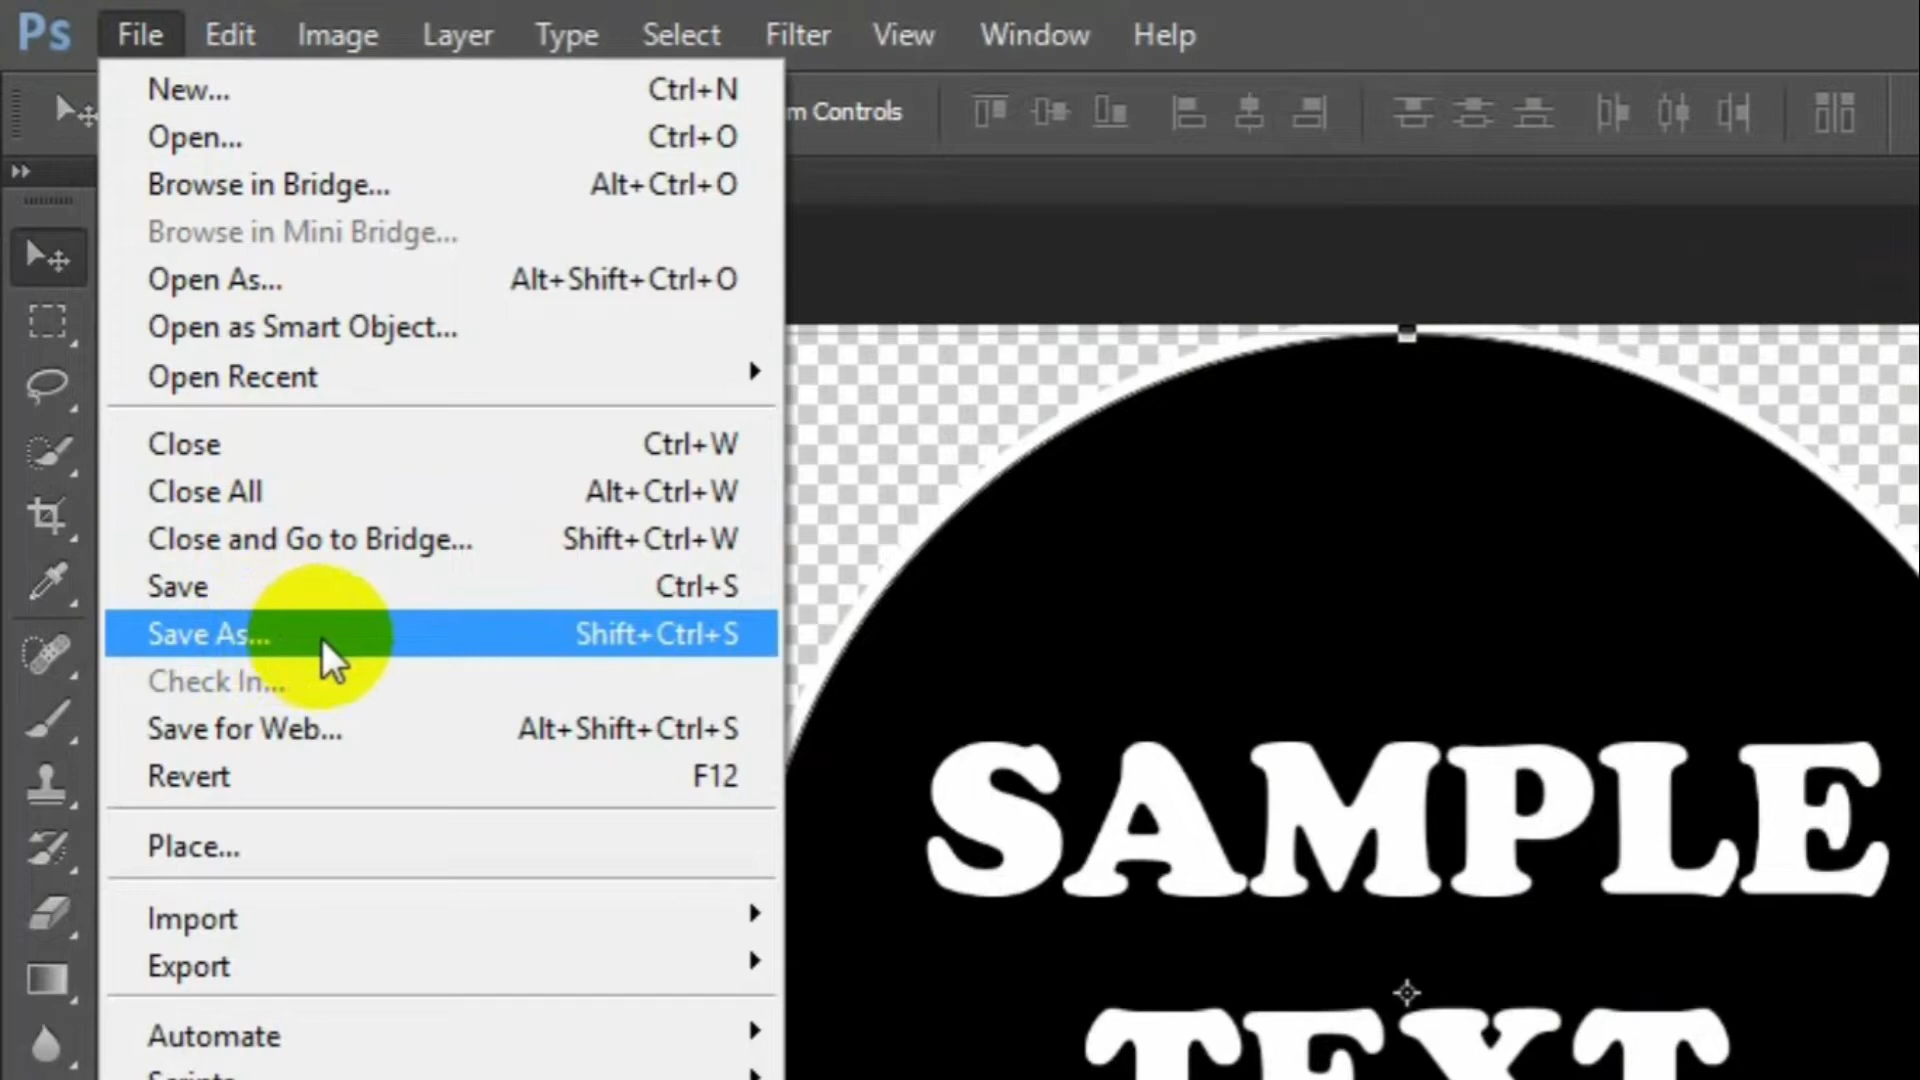 Ps File Edit Image Layer Type Select Filter View Window Help
m Controls
New... Ctrl+N
Open... Ctrl+O
Browse in Bridge... Alt+Ctrl+O
Browse in Mini Bridge...
Open As... Alt+Shift+Ctrl+O
Open as Smart Object...
Open Recent
Close Ctrl+W
Close All Alt+Ctrl+W
Close and Go to Bridge... Shift+Ctrl+W
Save Ctrl+S
Save As... Shift+Ctrl+S
Check In...
Save for Web... Alt+Shift+Ctrl+S
Revert F12
Place...
Import
Export
Automate
Scripts
SAMPLE
TEXT